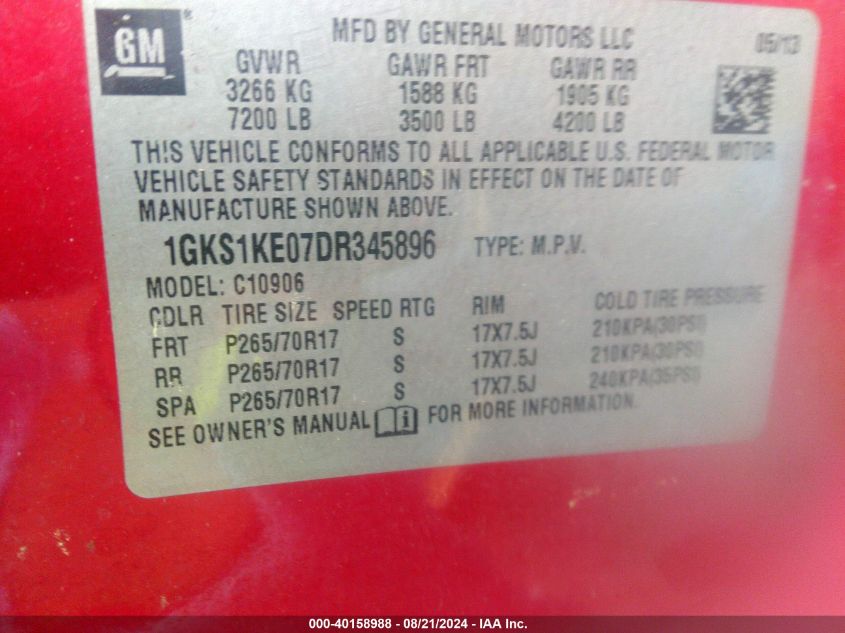 GM ®
MFD BY GENERAL MOTORS LLC 05/13
GVWR GAWR FRT GAWR RR
3266 KG 1588 KG 1905 KG
7200 LB 3500 LB 4200 LB
THIS VEHICLE CONFORMS TO ALL APPLICABLE U.S. FEDERAL MOTOR
VEHICLE SAFETY STANDARDS IN EFFECT ON THE DATE OF
MANUFACTURE SHOWN ABOVE.
1GKS1KE07DR345896 TYPE: M.P.V.
MODEL: C10906
CDLR TIRE SIZE SPEED RTG RIM COLD TIRE PRESSURE
FRT P265/70R17 S 17X7.5J 210KPA(30PSI)
RR P265/70R17 S 17X7.5J 210KPA(30PSI)
SPA P265/70R17 S 17X7.5J 240KPA(35PSI)
SEE OWNER'S MANUAL i FOR MORE INFORMATION.
000-40158988 - 08/21/2024 - IAA Inc.